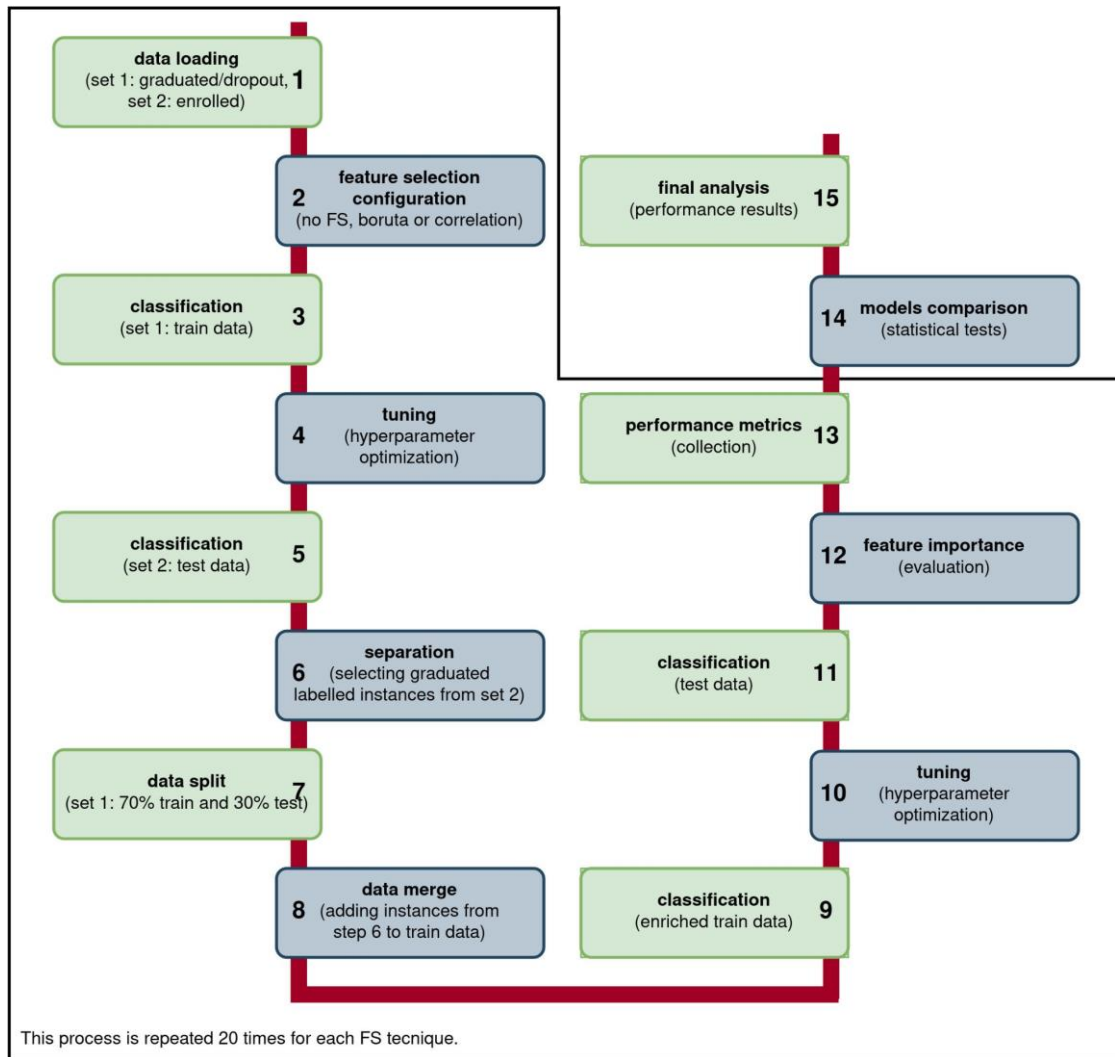 data loading
(set 1: graduated/dropout,
set 2: enrolled)
1
feature selection
configuration
(no FS, boruta or correlation)
2
classification
(set 1: train data)
3
tuning
(hyperparameter
optimization)
4
classification
(set 2: test data)
5
separation
(selecting graduated
labelled instances from set 2)
6
data split
(set 1: 70% train and 30% test)
7
data merge
(adding instances from
step 6 to train data)
8
classification
(enriched train data)
9
tuning
(hyperparameter
optimization)
10
classification
(test data)
11
feature importance
(evaluation)
12
performance metrics
(collection)
13
models comparison
(statistical tests)
14
final analysis
(performance results)
15
This process is repeated 20 times for each FS tecnique.